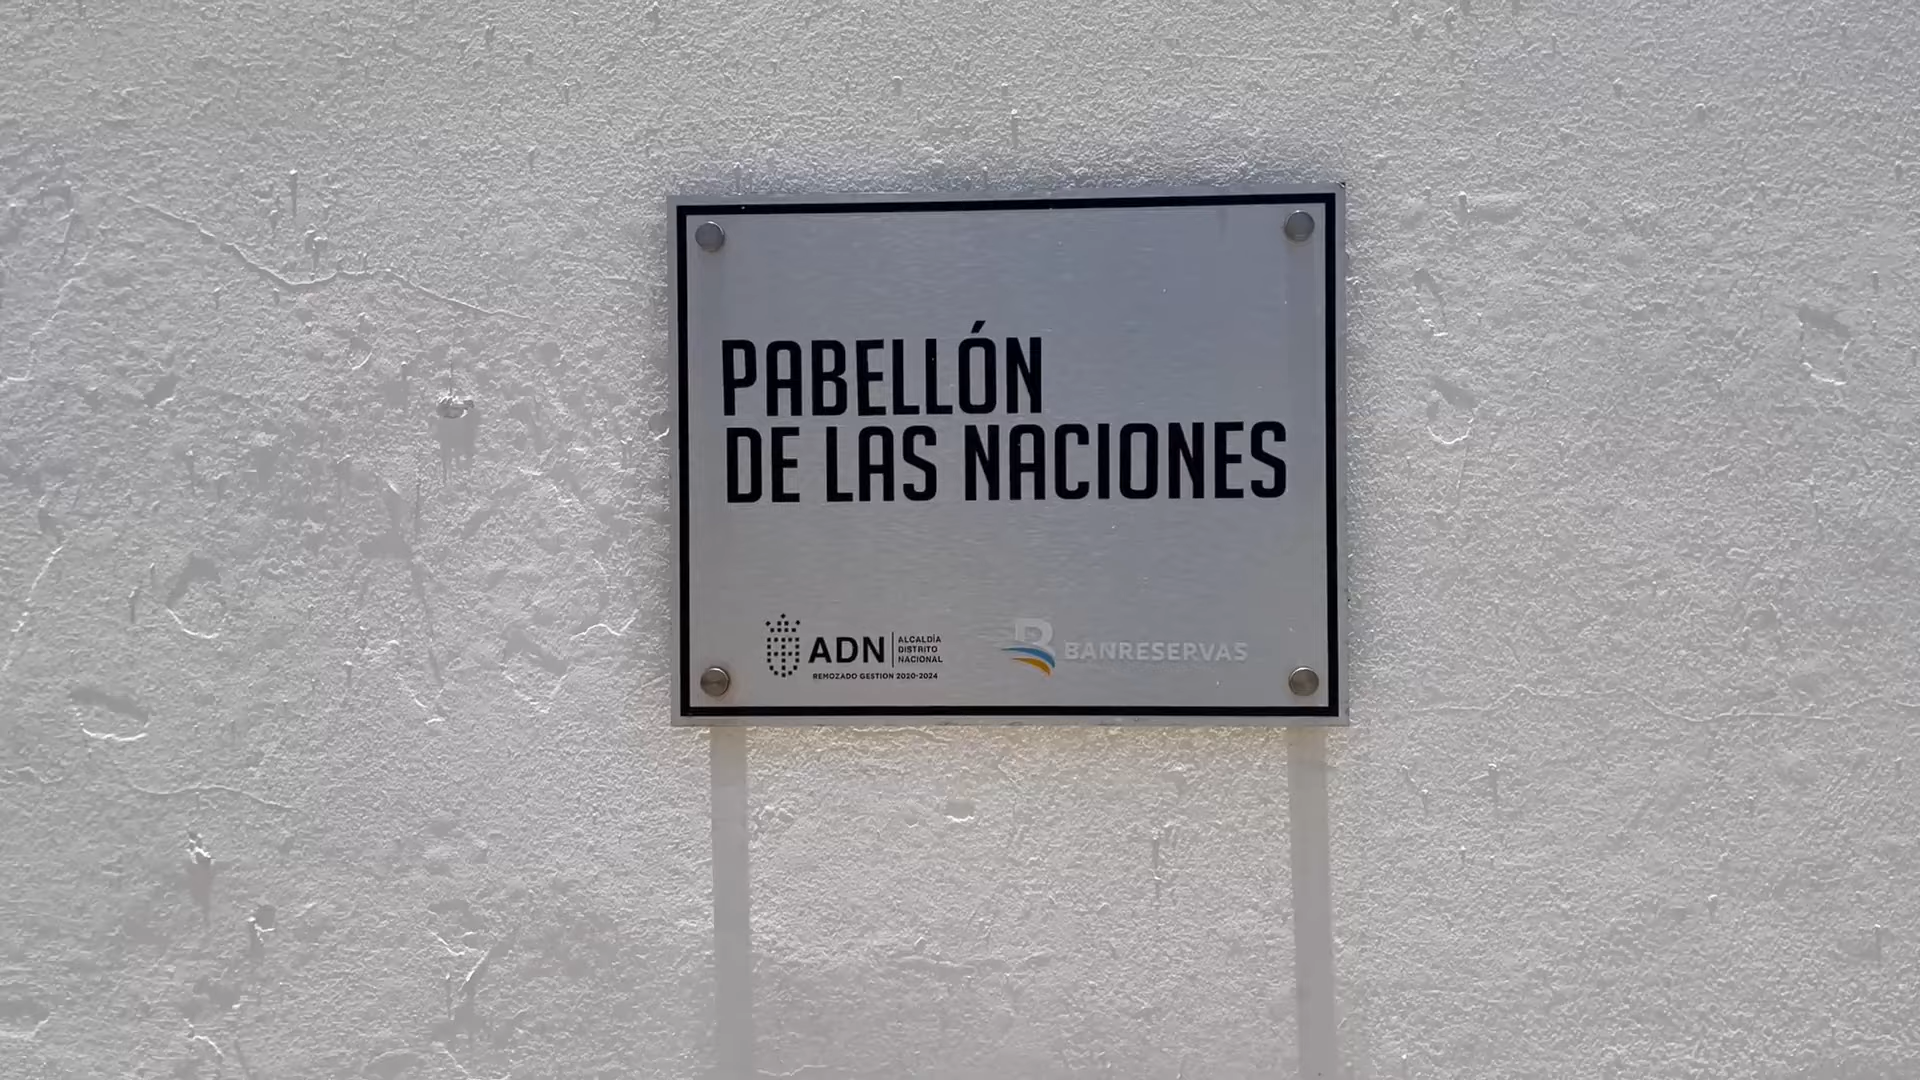 PABELLÓN
DE LAS NACIONES
ADN
ALCALDÍA
DISTRITO
NACIONAL
REMOZADO GESTION 2020-2024
B
BANRESERVAS